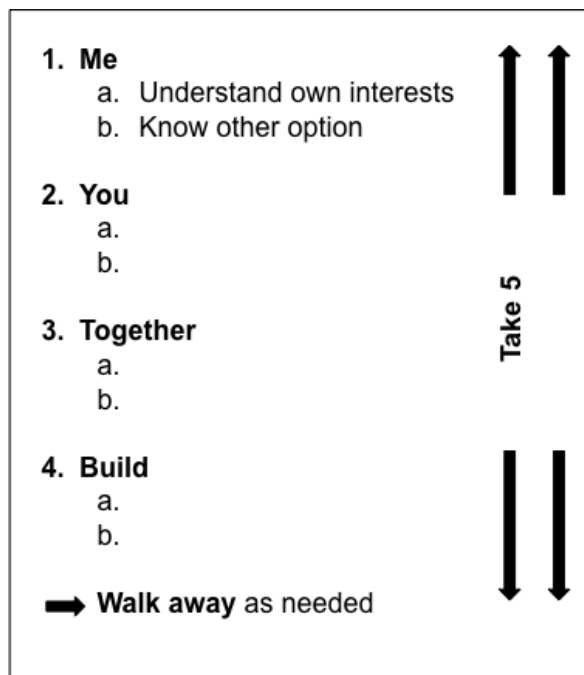 1. Me
a. Understand own interests
b. Know other option
2. You
a.
b.
3. Together
a.
b.
4. Build
a.
b.
Walk away as needed
Take 5